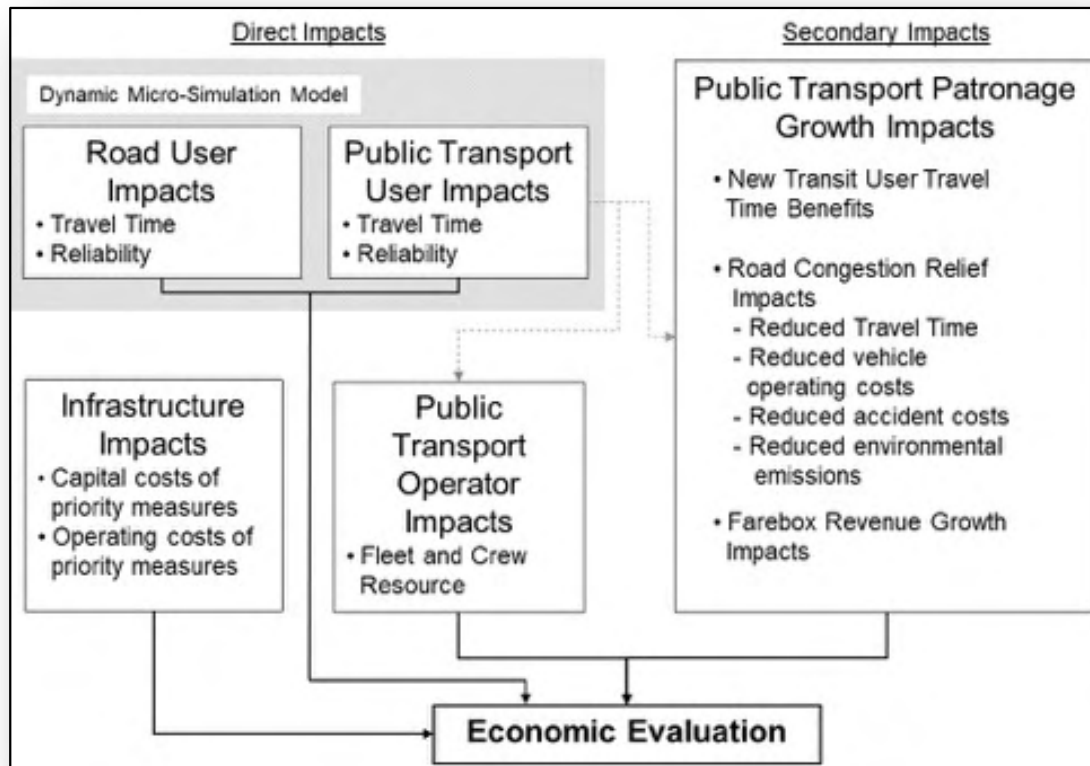 Direct Impacts
Secondary Impacts
Dynamic Micro-Simulation Model
Road User
Impacts
• Travel Time
• Reliability
Public Transport
User Impacts
• Travel Time
• Reliability
Public Transport Patronage
Growth Impacts
• New Transit User Travel
Time Benefits
• Road Congestion Relief
Impacts
- Reduced Travel Time
- Reduced vehicle
operating costs
- Reduced accident costs
- Reduced environmental
emissions
• Farebox Revenue Growth
Impacts
Infrastructure
Impacts
• Capital costs of
priority measures
• Operating costs of
priority measures
Public
Transport
Operator
Impacts
• Fleet and Crew
Resource
Economic Evaluation